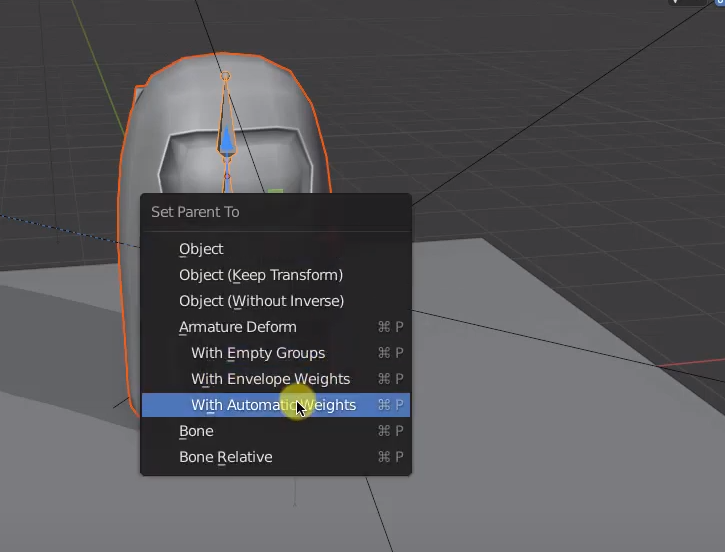 Set Parent To
Object
Object (Keep Transform)
Object (Without Inverse)
Armature Deform ⌘ P
With Empty Groups ⌘ P
With Envelope Weights ⌘ P
With Automatic Weights ⌘ P
Bone ⌘ P
Bone Relative ⌘ P